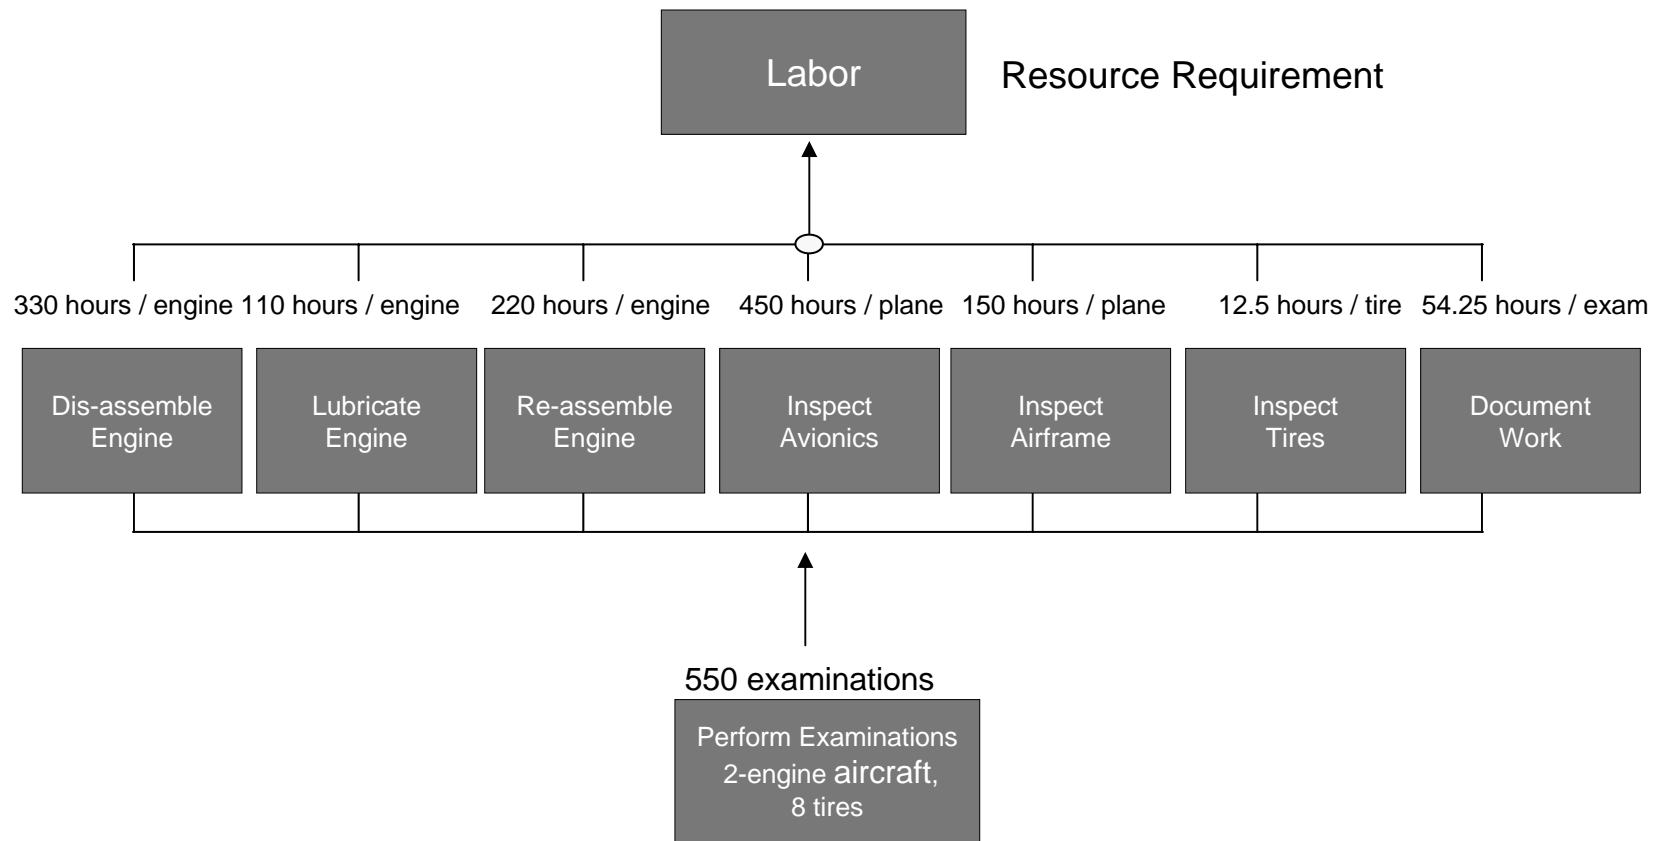 Labor
Resource Requirement
330 hours / engine
110 hours / engine
220 hours / engine
450 hours / plane
150 hours / plane
12.5 hours / tire
54.25 hours / exam
Dis-assemble
Engine
Lubricate
Engine
Re-assemble
Engine
Inspect
Avionics
Inspect
Airframe
Inspect
Tires
Document
Work
550 examinations
Perform Examinations
2-engine aircraft,
8 tires